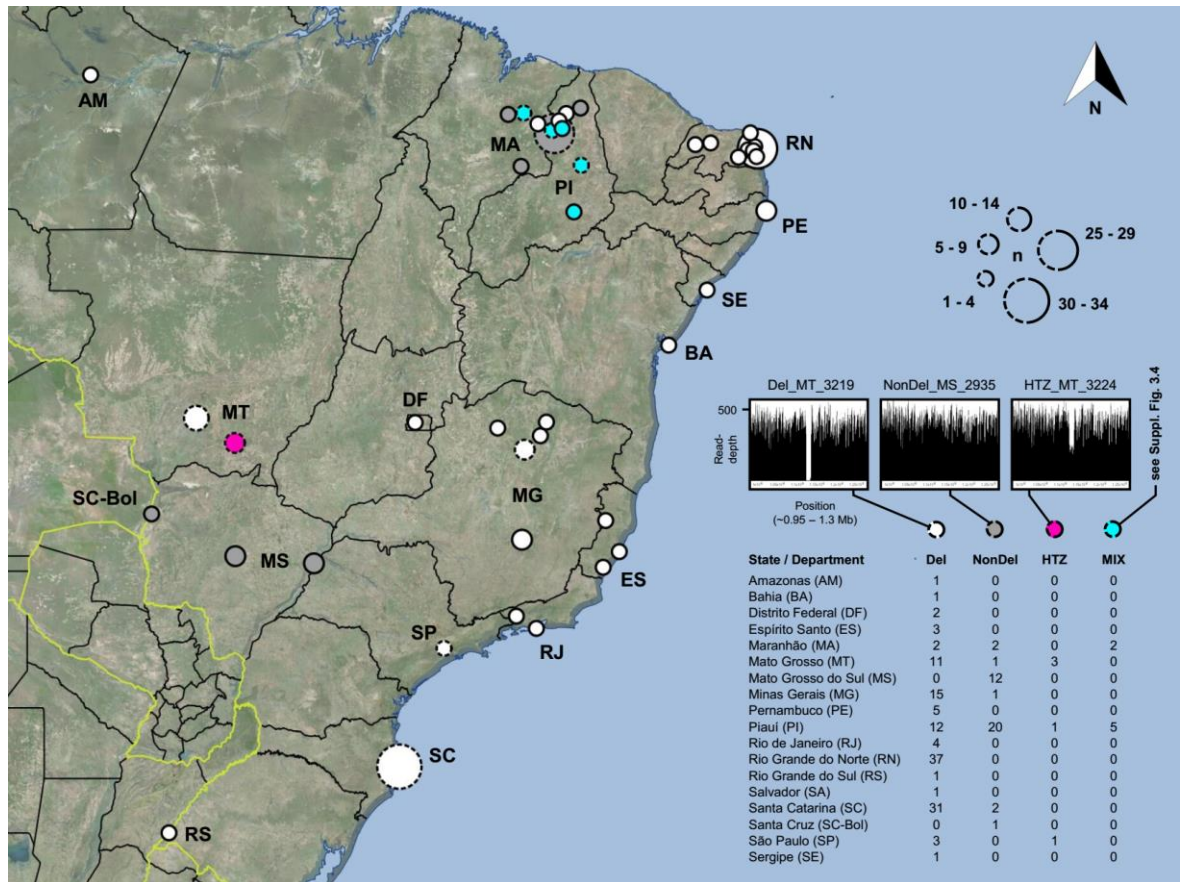 AM
MA
PI
RN
PE
SE
BA
DF
MT
SC-Bol
MS
MG
ES
SP
RJ
SC
RS
N
10 - 14
5 - 9
n
25 - 29
1 - 4
30 - 34
Del_MT_3219 NonDel_MS_2935 HTZ_MT_3224
500
Read-
depth
Position
(~0.95 – 1.3 Mb)
see Suppl. Fig. 3.4
State / Department Del NonDel HTZ MIX
Amazonas (AM) 1 0 0 0
Bahia (BA) 1 0 0 0
Distrito Federal (DF) 2 0 0 0
Espírito Santo (ES) 3 0 0 0
Maranhão (MA) 2 2 0 2
Mato Grosso (MT) 11 1 3 0
Mato Grosso do Sul (MS) 0 12 0 0
Minas Gerais (MG) 15 1 0 0
Pernambuco (PE) 5 0 0 0
Piauí (PI) 12 20 1 5
Rio de Janeiro (RJ) 4 0 0 0
Rio Grande do Norte (RN) 37 0 0 0
Rio Grande do Sul (RS) 1 0 0 0
Salvador (SA) 1 0 0 0
Santa Catarina (SC) 31 2 0 0
Santa Cruz (SC-Bol) 0 1 0 0
São Paulo (SP) 3 0 1 0
Sergipe (SE) 1 0 0 0